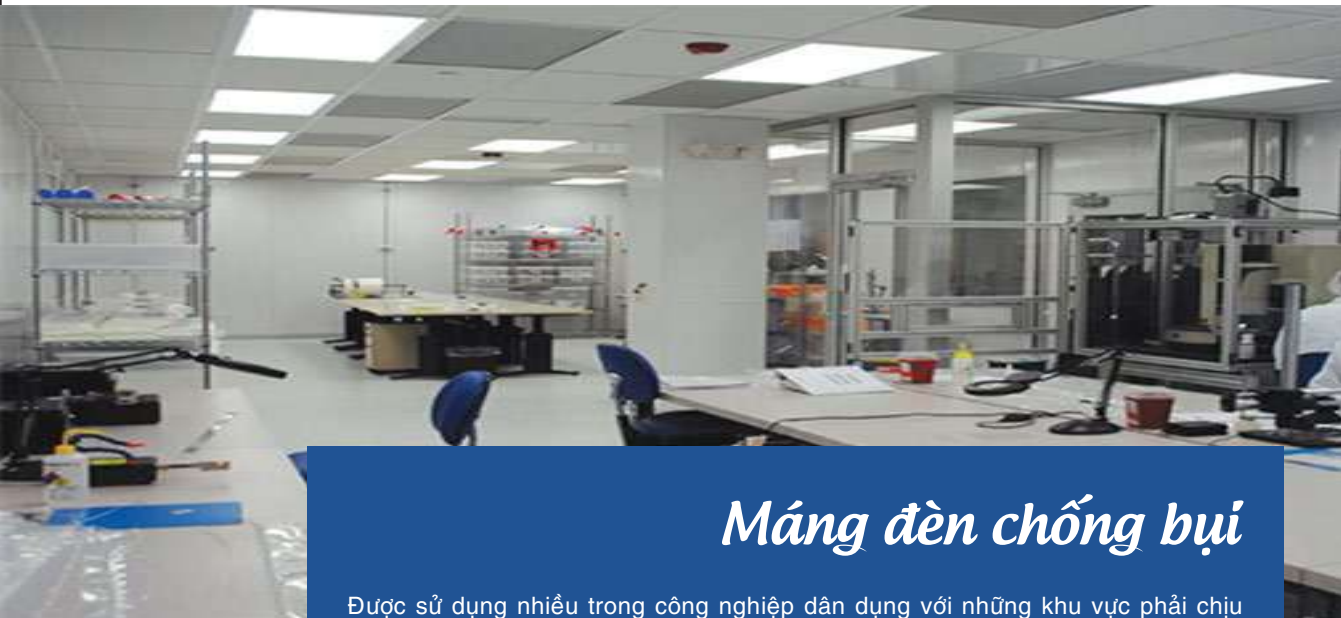 Máng đèn chống bụi
Được sử dụng nhiều trong công nghiệp dân dụng với những khu vực phải chịu